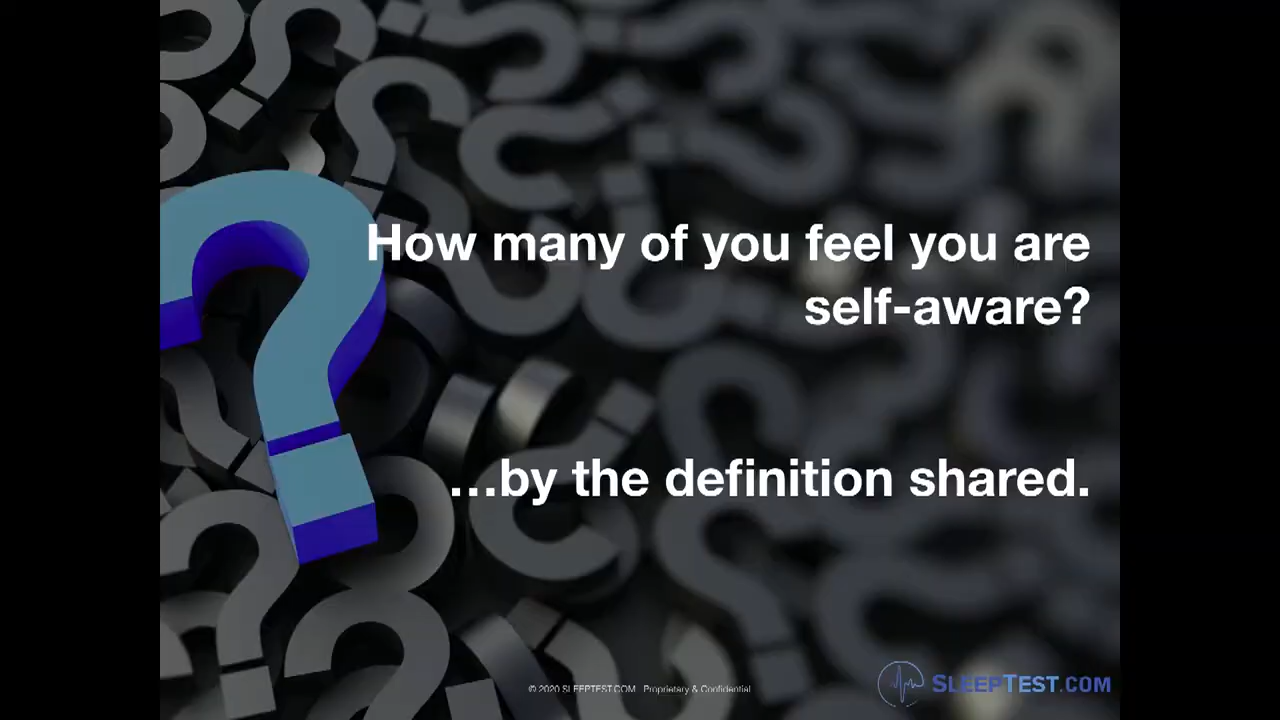 How many of you feel you are
self-aware?
...by the definition shared.
© 2020 SLEEPTEST.COM Proprietary & Confidential
SLEEPTEST.COM